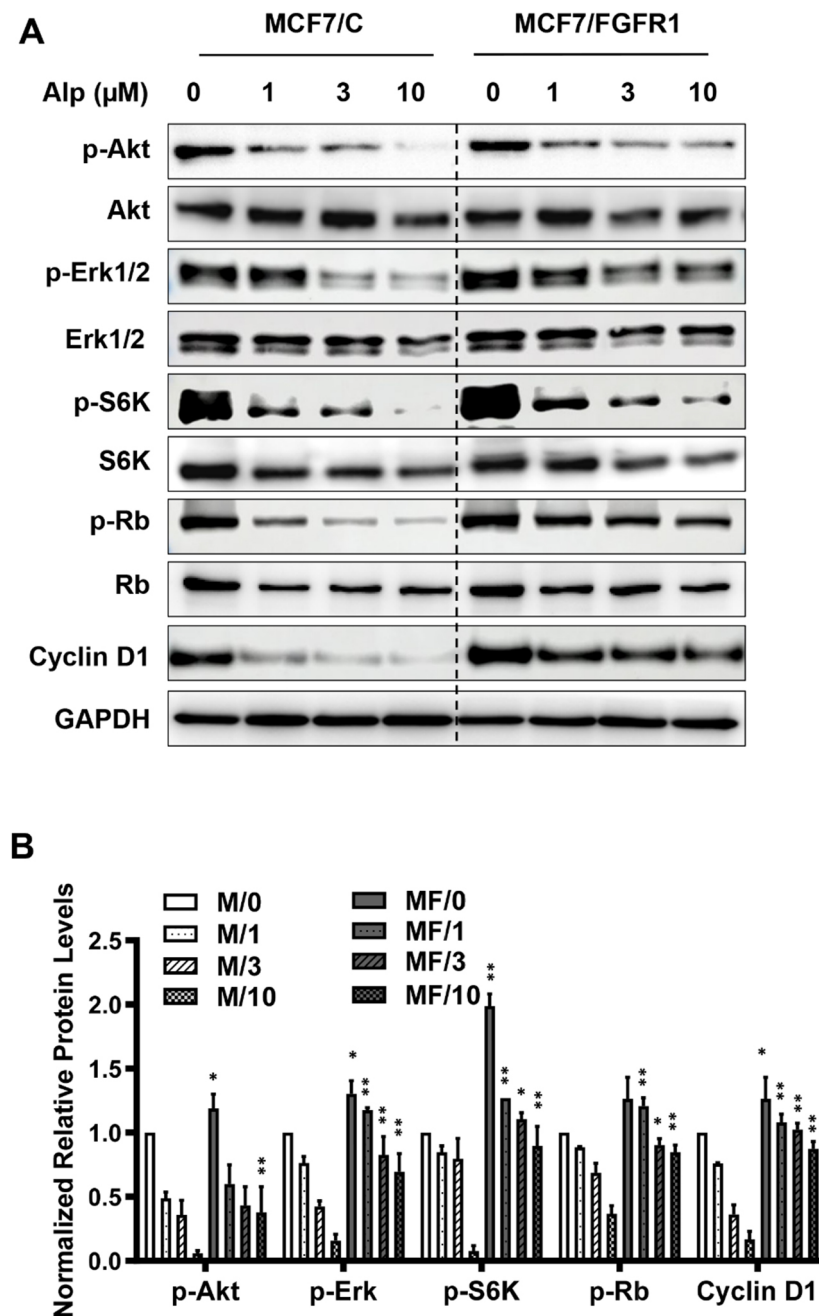 A
MCF7/C MCF7/FGFR1
Alp (µM) 0 1 3 10 0 1 3 10
p-Akt
Akt
p-Erk1/2
Erk1/2
p-S6K
S6K
p-Rb
Rb
Cyclin D1
GAPDH
B
Normalized Relative Protein Levels
M/0 MF/0
M/1 MF/1
M/3 MF/3
M/10 MF/10
2.5
2.0
1.5
1.0
0.5
0.0
* ** * ** ** ** ** ** * ** ** * ** * ** ** **
p-Akt p-Erk p-S6K p-Rb Cyclin D1